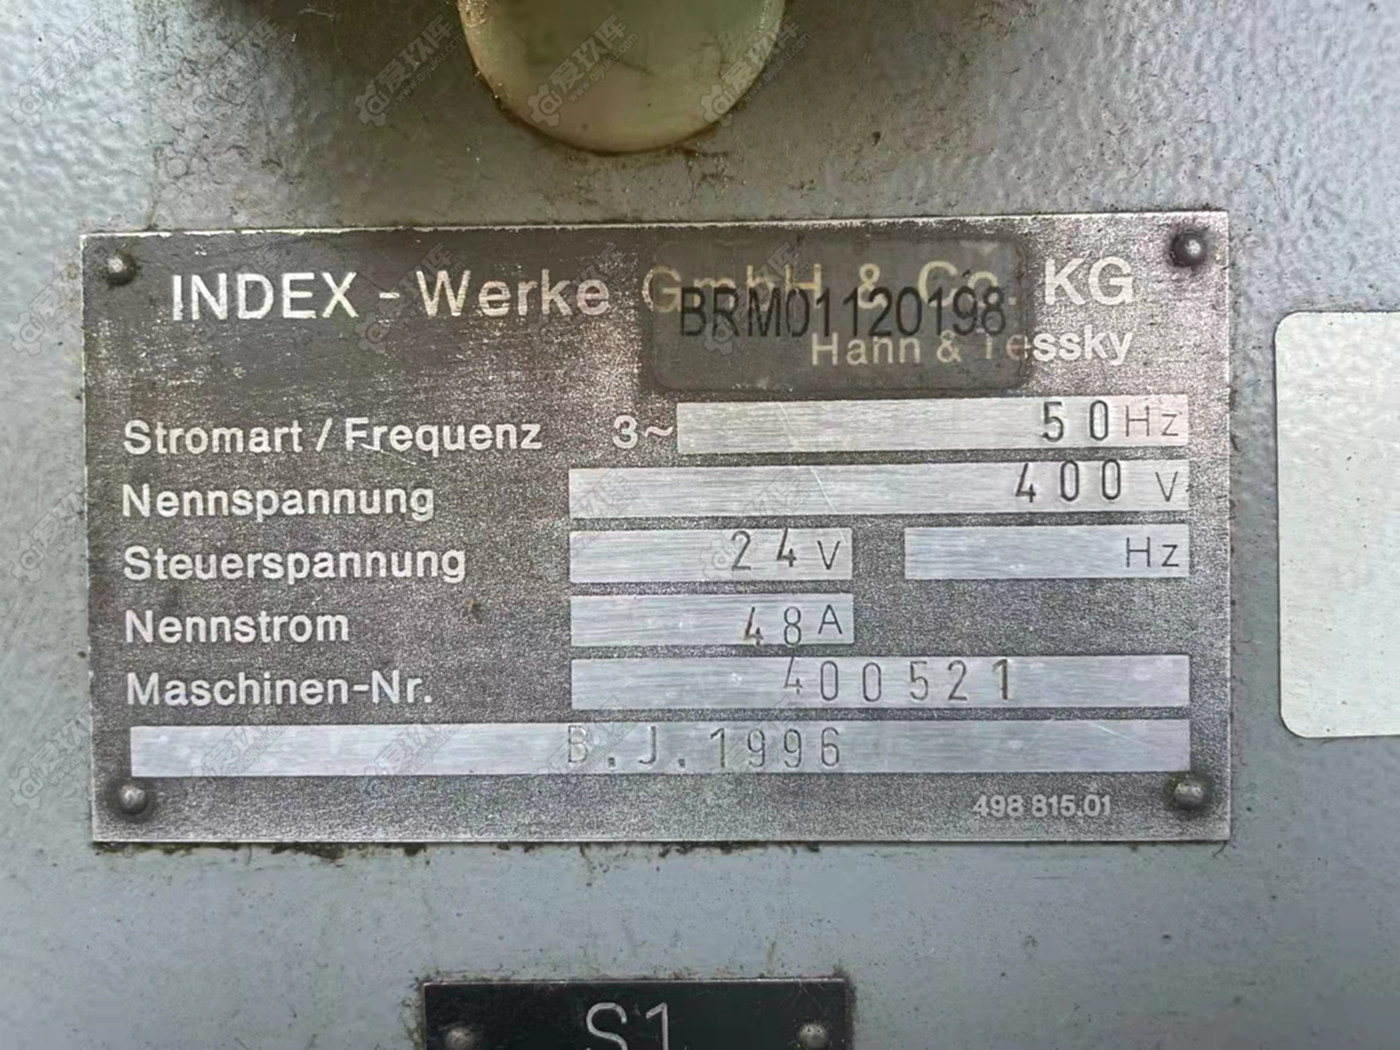 INDEX - Werke GmbH & Co. KG
BRM01120198
Hahn & Tessky
Stromart / Frequenz 3~ 50 Hz
Nennspannung 400 V
Steuerspannung 24 V Hz
Nennstrom 48 A
Maschinen-Nr. 400521
B.J.1996
498 815.01
S1